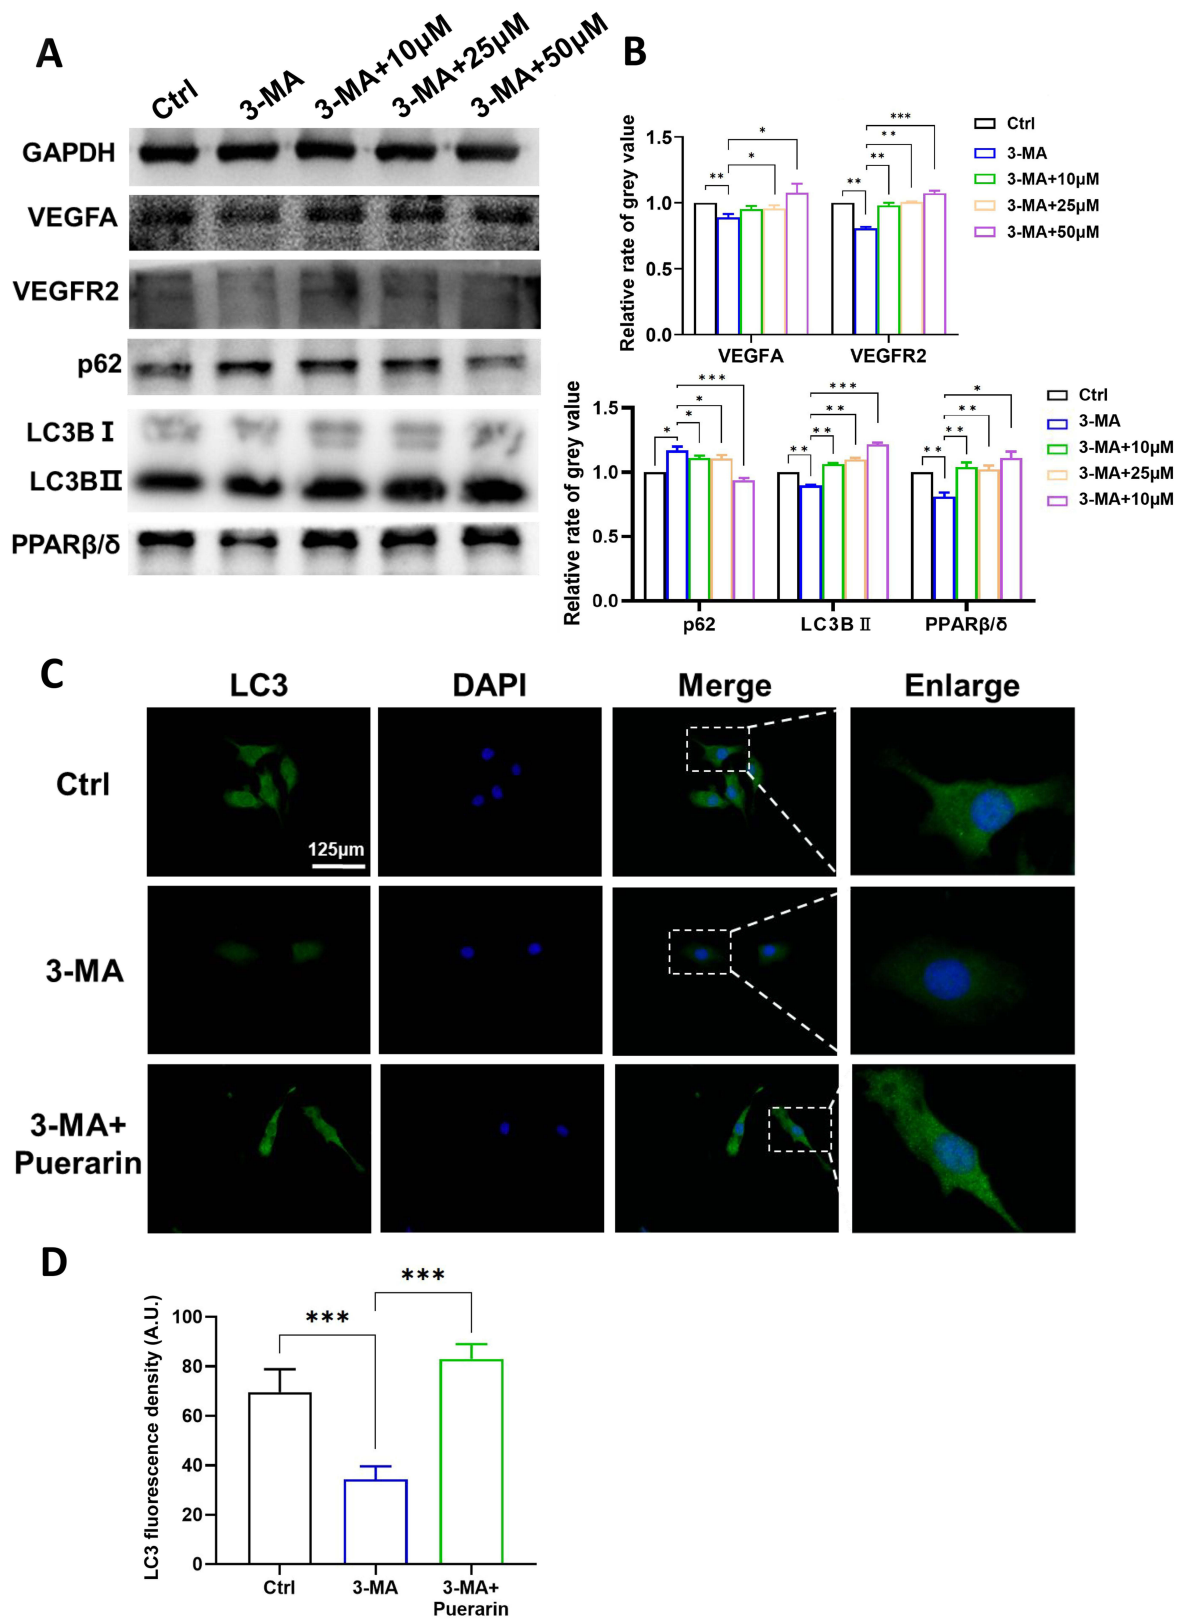 A
Ctrl
3-MA
3-MA+10μM
3-MA+25μM
3-MA+50μM
GAPDH
VEGFA
VEGFR2
p62
LC3B Ⅰ
LC3BⅡ
PPARβ/δ
B
Relative rate of grey value
1.5
1.0
0.5
0.0
**
*
*
**
**
**
***
VEGFA
VEGFR2
Ctrl
3-MA
3-MA+10μM
3-MA+25μM
3-MA+50μM
Relative rate of grey value
1.5
1.0
0.5
0.0
*
*
*
***
**
**
**
***
**
**
**
*
p62
LC3B Ⅱ
PPARβ/δ
Ctrl
3-MA
3-MA+10μM
3-MA+25μM
3-MA+10μM
C
LC3
DAPI
Merge
Enlarge
Ctrl
125μm
3-MA
3-MA+
Puerarin
D
LC3 fluorescence density (A.U.)
100
80
60
40
20
0
***
***
Ctrl
3-MA
3-MA+
Puerarin